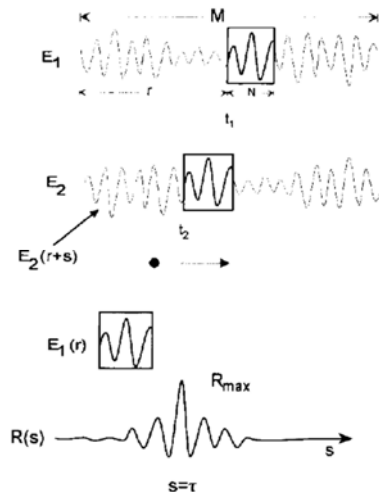 M
E1
r
N
t1
E2
t2
E2(r+s)
E1(r)
Rmax
R(s)
s
s=τ